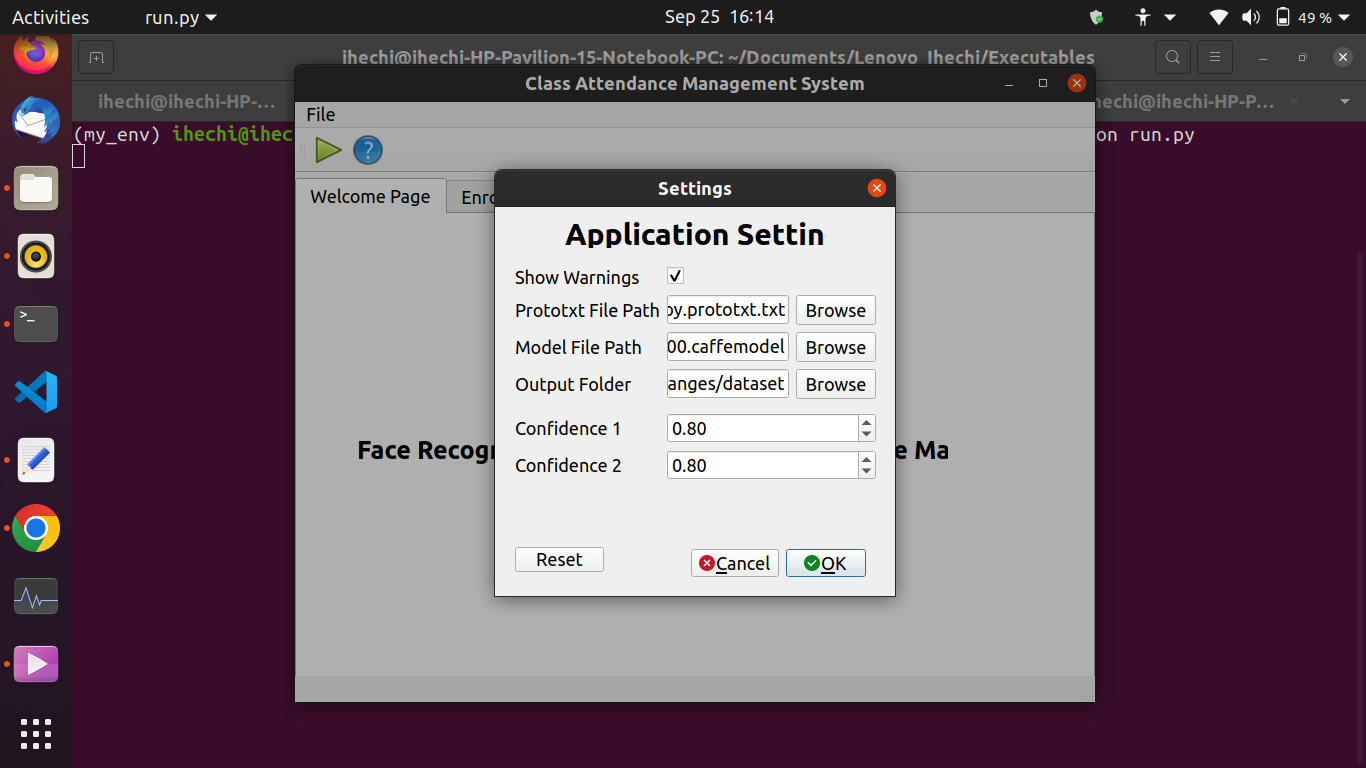 Activities
run.py
Sep 25 16:14
49 %
ihechi@ihechi-HP-Pavilion-15-Notebook-PC: ~/Documents/Lenovo_Ihechi/Executables
ihechi@ihechi-HP-...
ihechi@ihechi-HP-P...
(my_env) ihechi@ihec
on run.py
Class Attendance Management System
File
?
Welcome Page
Enro
Face Recogn
e Ma
Settings
Application Settin
Show Warnings
Prototxt File Path
oy.prototxt.txt
Browse
Model File Path
00.caffemodel
Browse
Output Folder
anges/dataset
Browse
Confidence 1
0.80
Confidence 2
0.80
Reset
Cancel
OK